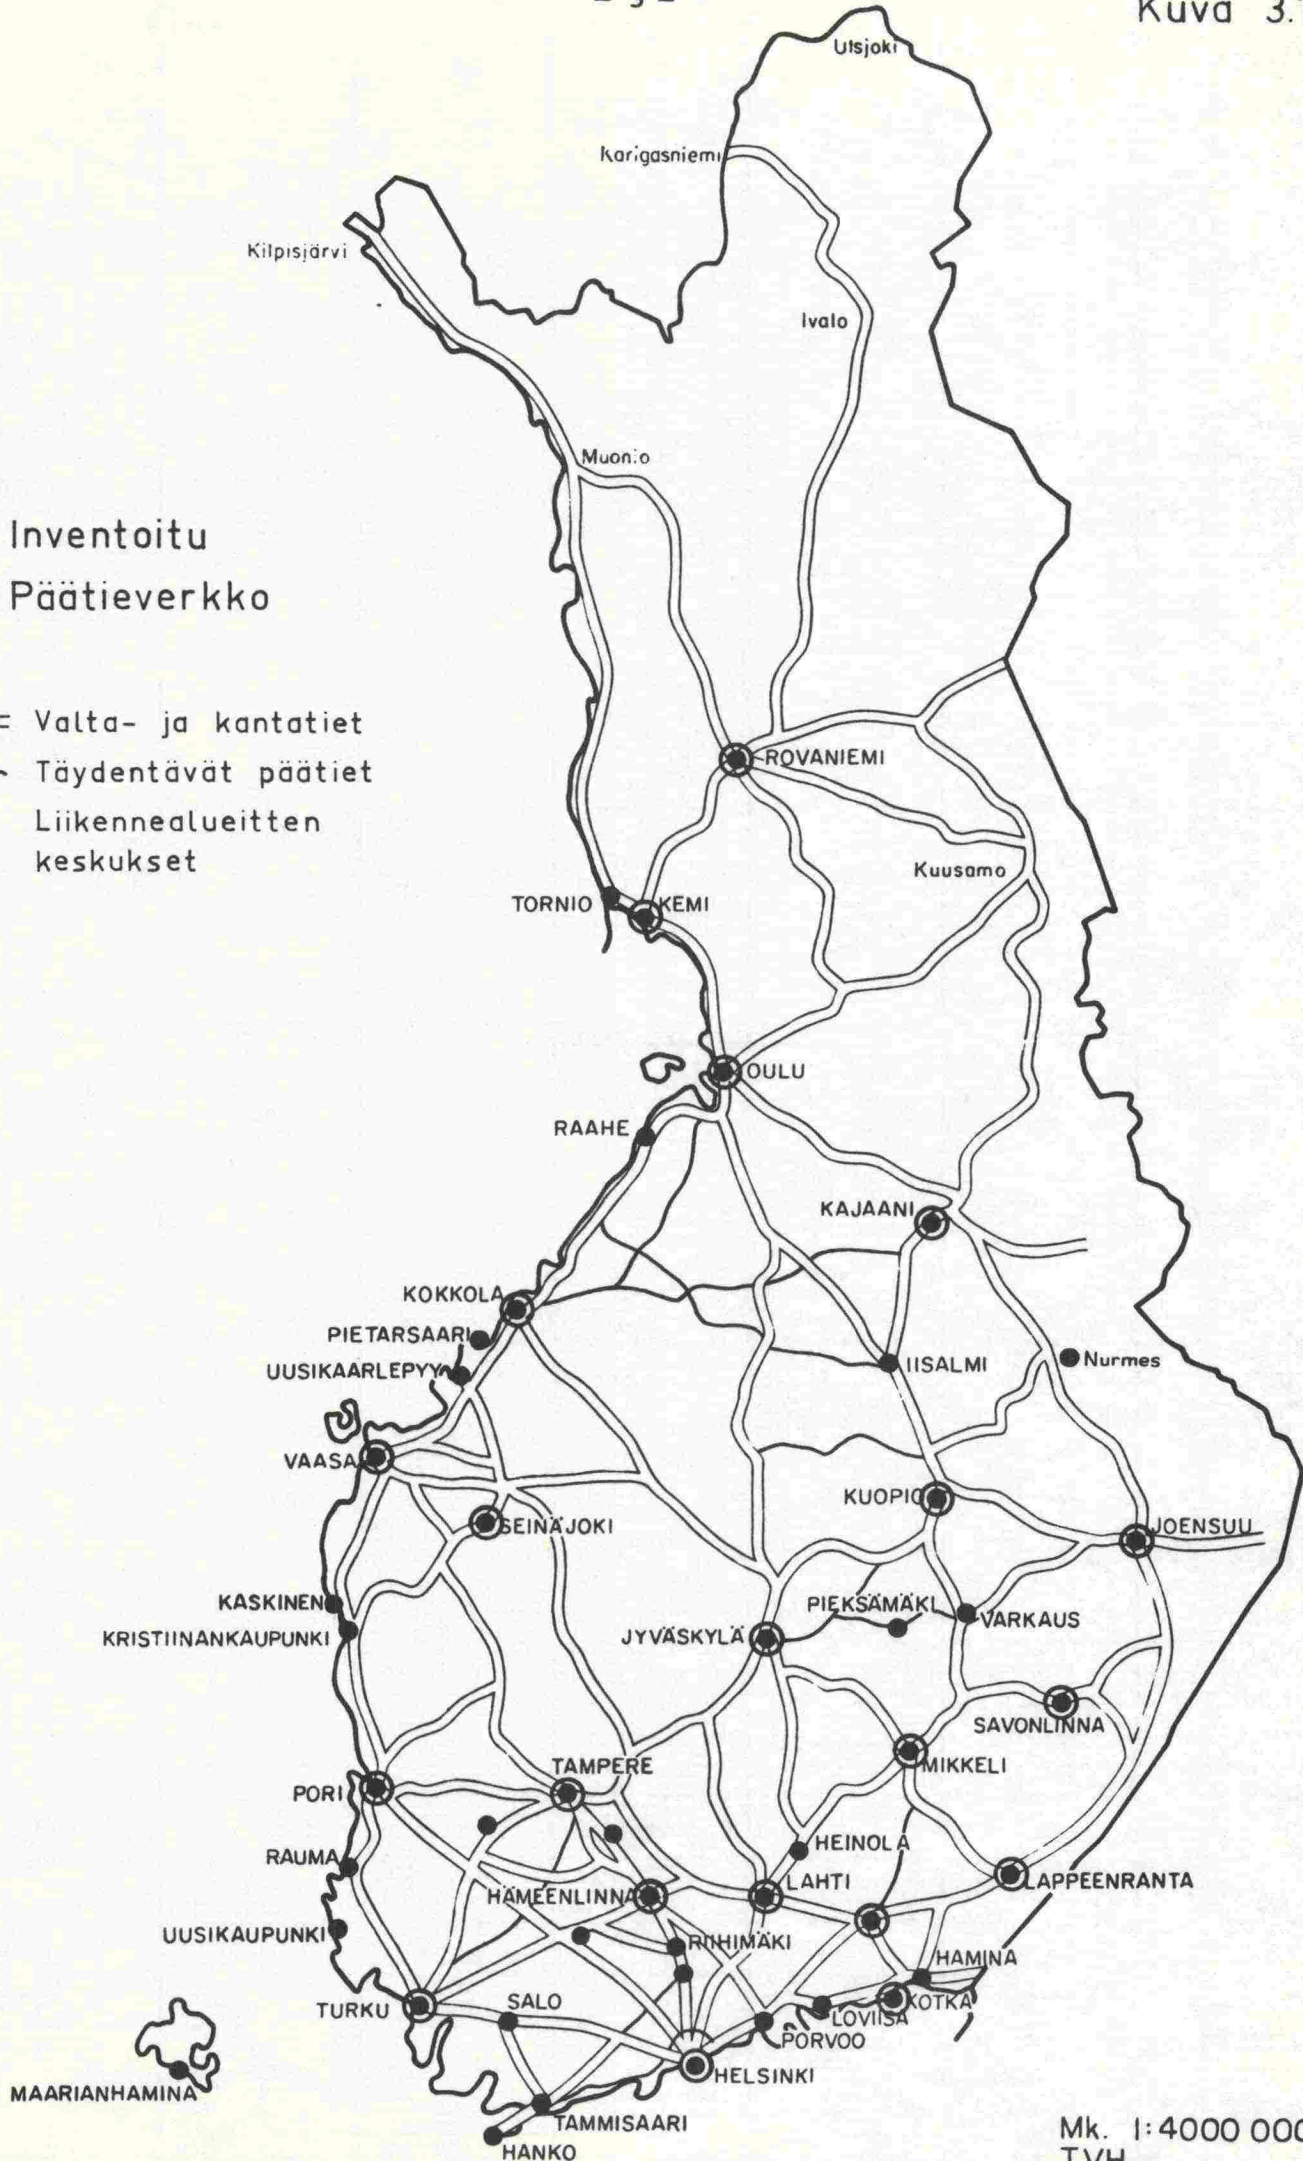 Kuva 3.
Utsjoki
Karigasniemi
Kilpisjärvi
Ivalo
Muonio
Inventoitu
Päätieverkko
= Valta- ja kantatiet
Täydentävät päätiet
Liikennealueitten
keskukset
ROVANIEMI
Kuusamo
TORNIO
KEMI
OULU
RAAHE
KAJAANI
KOKKOLA
PIETARSAARI
UUSIKAARLEPYY
IISALMI
Nurmes
VAASA
KUOPIO
SEINÄJOKI
JOENSUU
KASKINEN
PIEKSÄMÄKI
VARKAUS
KRISTIINANKAUPUNKI
JYVÄSKYLÄ
SAVONLINNA
TAMPERE
MIKKELI
PORI
HEINOLA
RAUMA
LAHTI
LAPPEENRANTA
HÄMEENLINNA
UUSIKAUPUNKI
RIIHIMÄKI
HAMINA
TURKU
SALO
KOTKA
LOVIISA
PORVOO
HELSINKI
MAARIANHAMINA
TAMMISAARI
HANKO
Mk. 1:4000 000
TVH